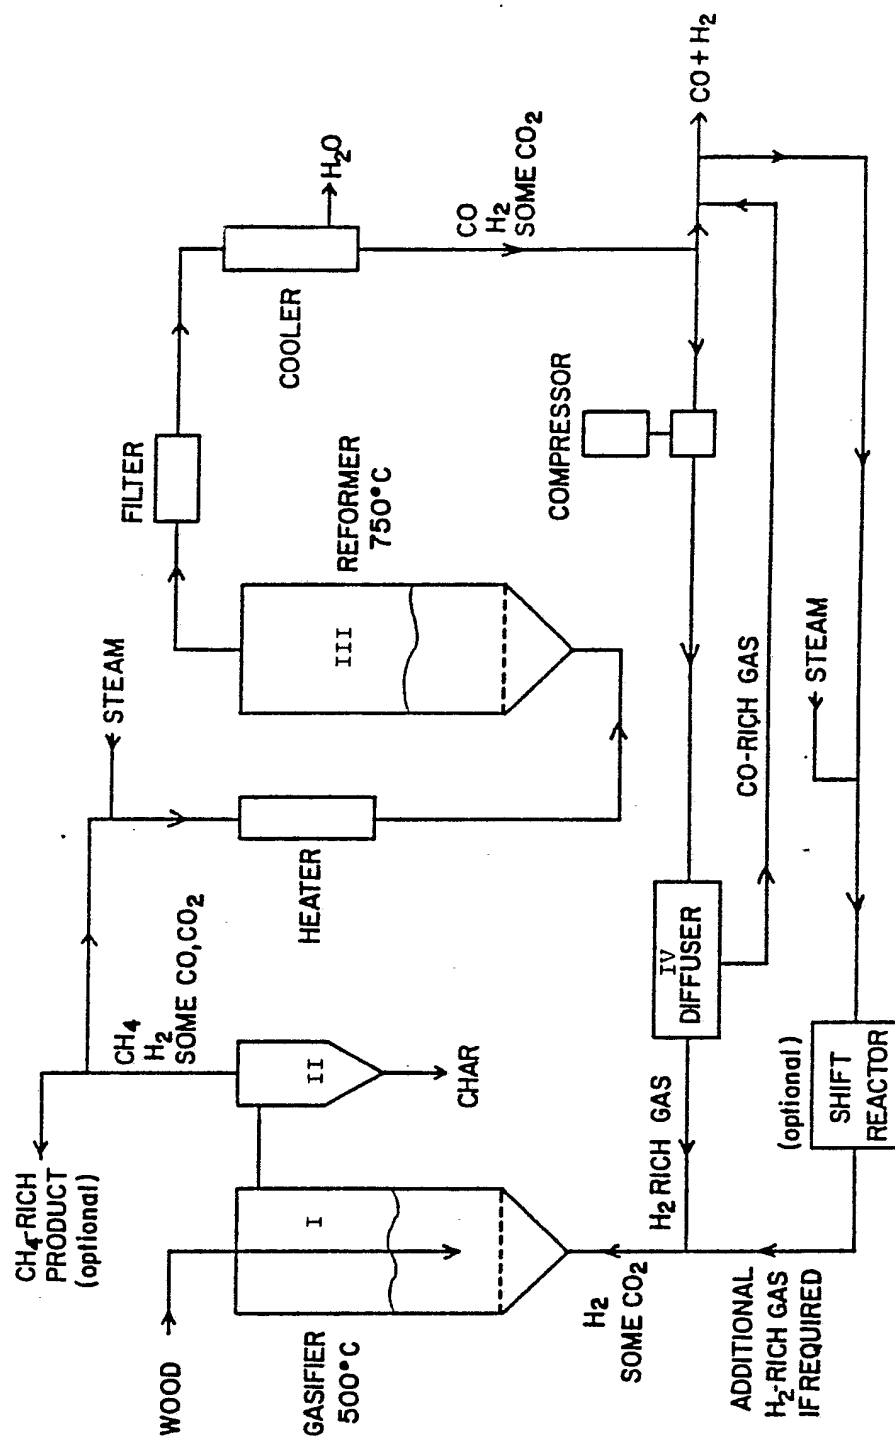 CH4-RICH
PRODUCT
(optional)
WOOD
CH4
H2
SOME CO, CO2
STEAM
FILTER
I
II
III
GASIFIER
500°C
HEATER
REFORMER
750°C
COOLER
H2O
CHAR
CO
H2
SOME CO2
COMPRESSOR
H2
SOME CO2
H2 RICH GAS
IV
DIFFUSER
CO + H2
CO-RICH GAS
ADDITIONAL
H2-RICH GAS
IF REQUIRED
(optional)
SHIFT
REACTOR
STEAM